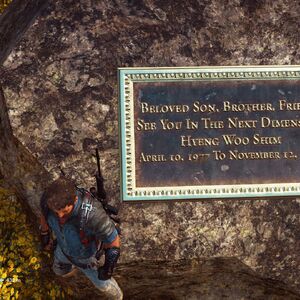 Beloved Son, Brother, Frie
See You In The Next Dimens
Hyeng Woo Shim
April 10, 1977 To November 12,